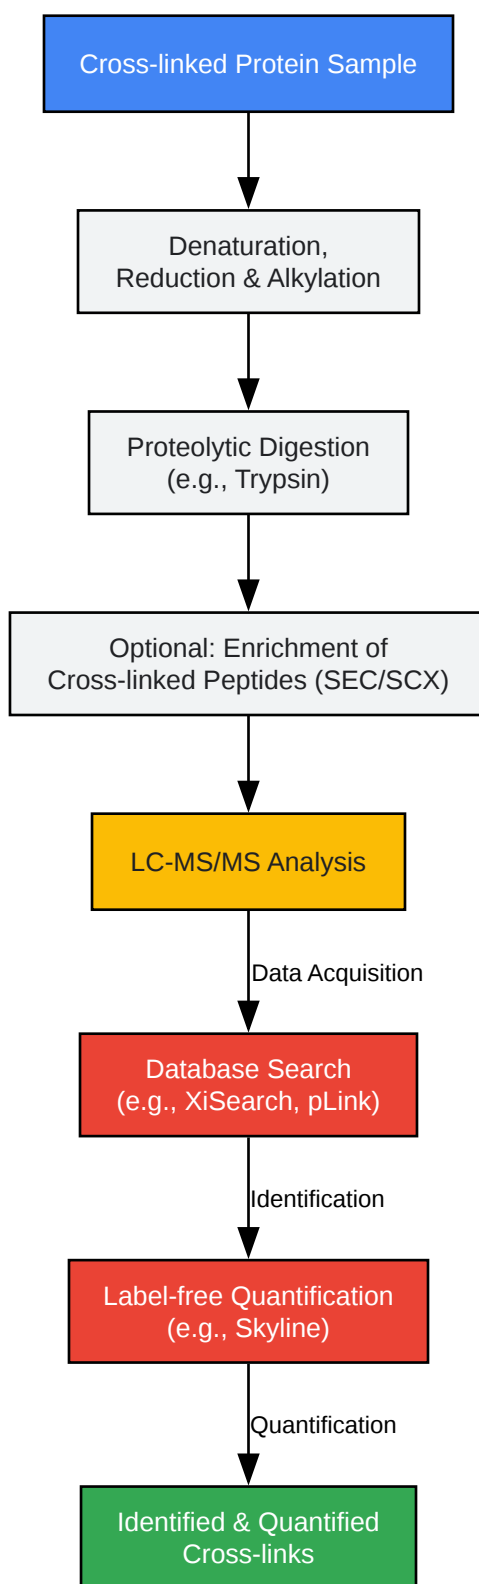 Cross-linked Protein Sample
Denaturation,
Reduction & Alkylation
Proteolytic Digestion
(e.g., Trypsin)
Optional: Enrichment of
Cross-linked Peptides (SEC/SCX)
LC-MS/MS Analysis
Data Acquisition
Database Search
(e.g., XiSearch, pLink)
Identification
Label-free Quantification
(e.g., Skyline)
Quantification
Identified & Quantified
Cross-links